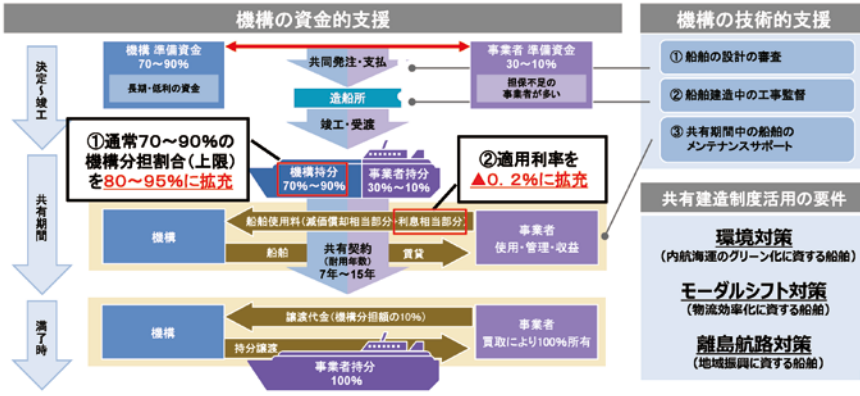 機構の資金的支援
機構の技術的支援
決定～竣工
機構 準備資金
70～90%
長期・低利の資金
共同発注・支払
造船所
竣工・受渡
事業者 準備資金
30～10%
担保不足の
事業者が多い
① 船舶の設計の審査
② 船舶建造中の工事監督
③ 共有期間中の船舶の
メンテナンスサポート
①通常70～90%の
機構分担割合(上限)
を80～95%に拡充
機構持分
70%～90%
事業者持分
30%～10%
②適用利率を
▲0.2%に拡充
共有期間
機構
船舶使用料(減価償却相当部分・利息相当部分)
船舶
共有契約
(耐用年数)
7年～15年
賃貸
事業者
使用・管理・収益
共有建造制度活用の要件
環境対策
(内航海運のグリーン化に資する船舶)
モーダルシフト対策
(物流効率化に資する船舶)
離島航路対策
(地域振興に資する船舶)
満了時
機構
譲渡代金(機構分担額の10%)
持分譲渡
事業者
買取により100%所有
事業者持分
100%